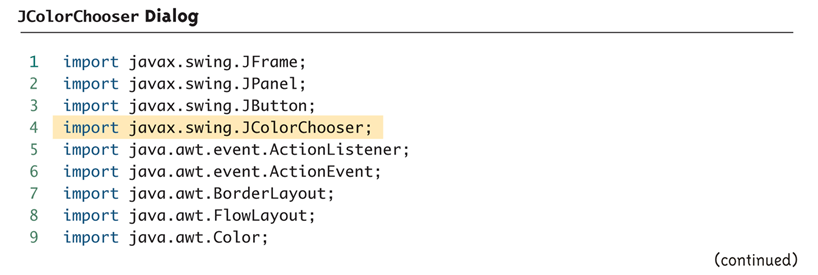 JColorChooser Dialog
1 import javax.swing.JFrame;
2 import javax.swing.JPanel;
3 import javax.swing.JButton;
4 import javax.swing.JColorChooser;
5 import java.awt.event.ActionListener;
6 import java.awt.event.ActionEvent;
7 import java.awt.BorderLayout;
8 import java.awt.FlowLayout;
9 import java.awt.Color;
(continued)